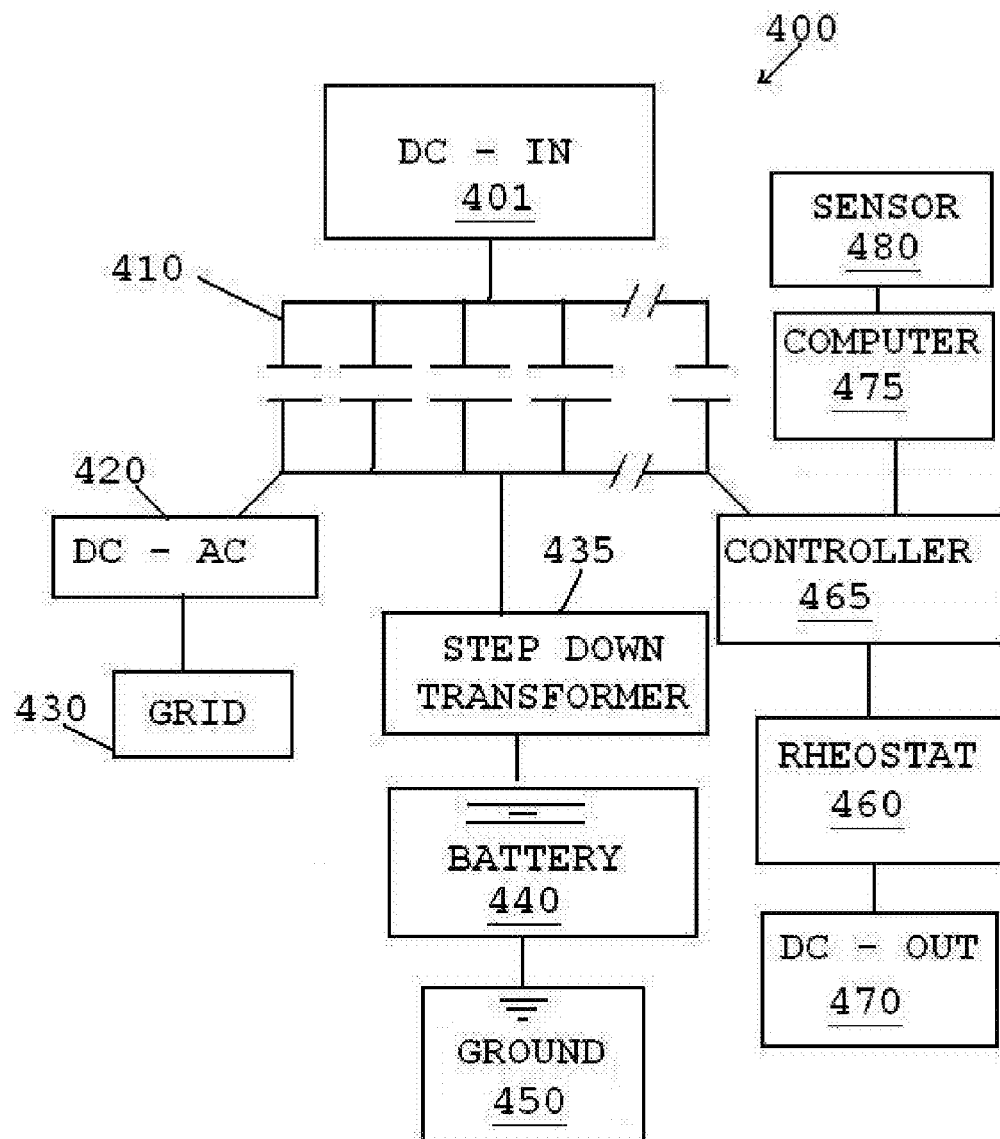 400
DC - IN
401
410
SENSOR
480
COMPUTER
475
420
DC - AC
435
CONTROLLER
465
STEP DOWN
TRANSFORMER
430
GRID
RHEOSTAT
460
BATTERY
440
DC - OUT
470
GROUND
450